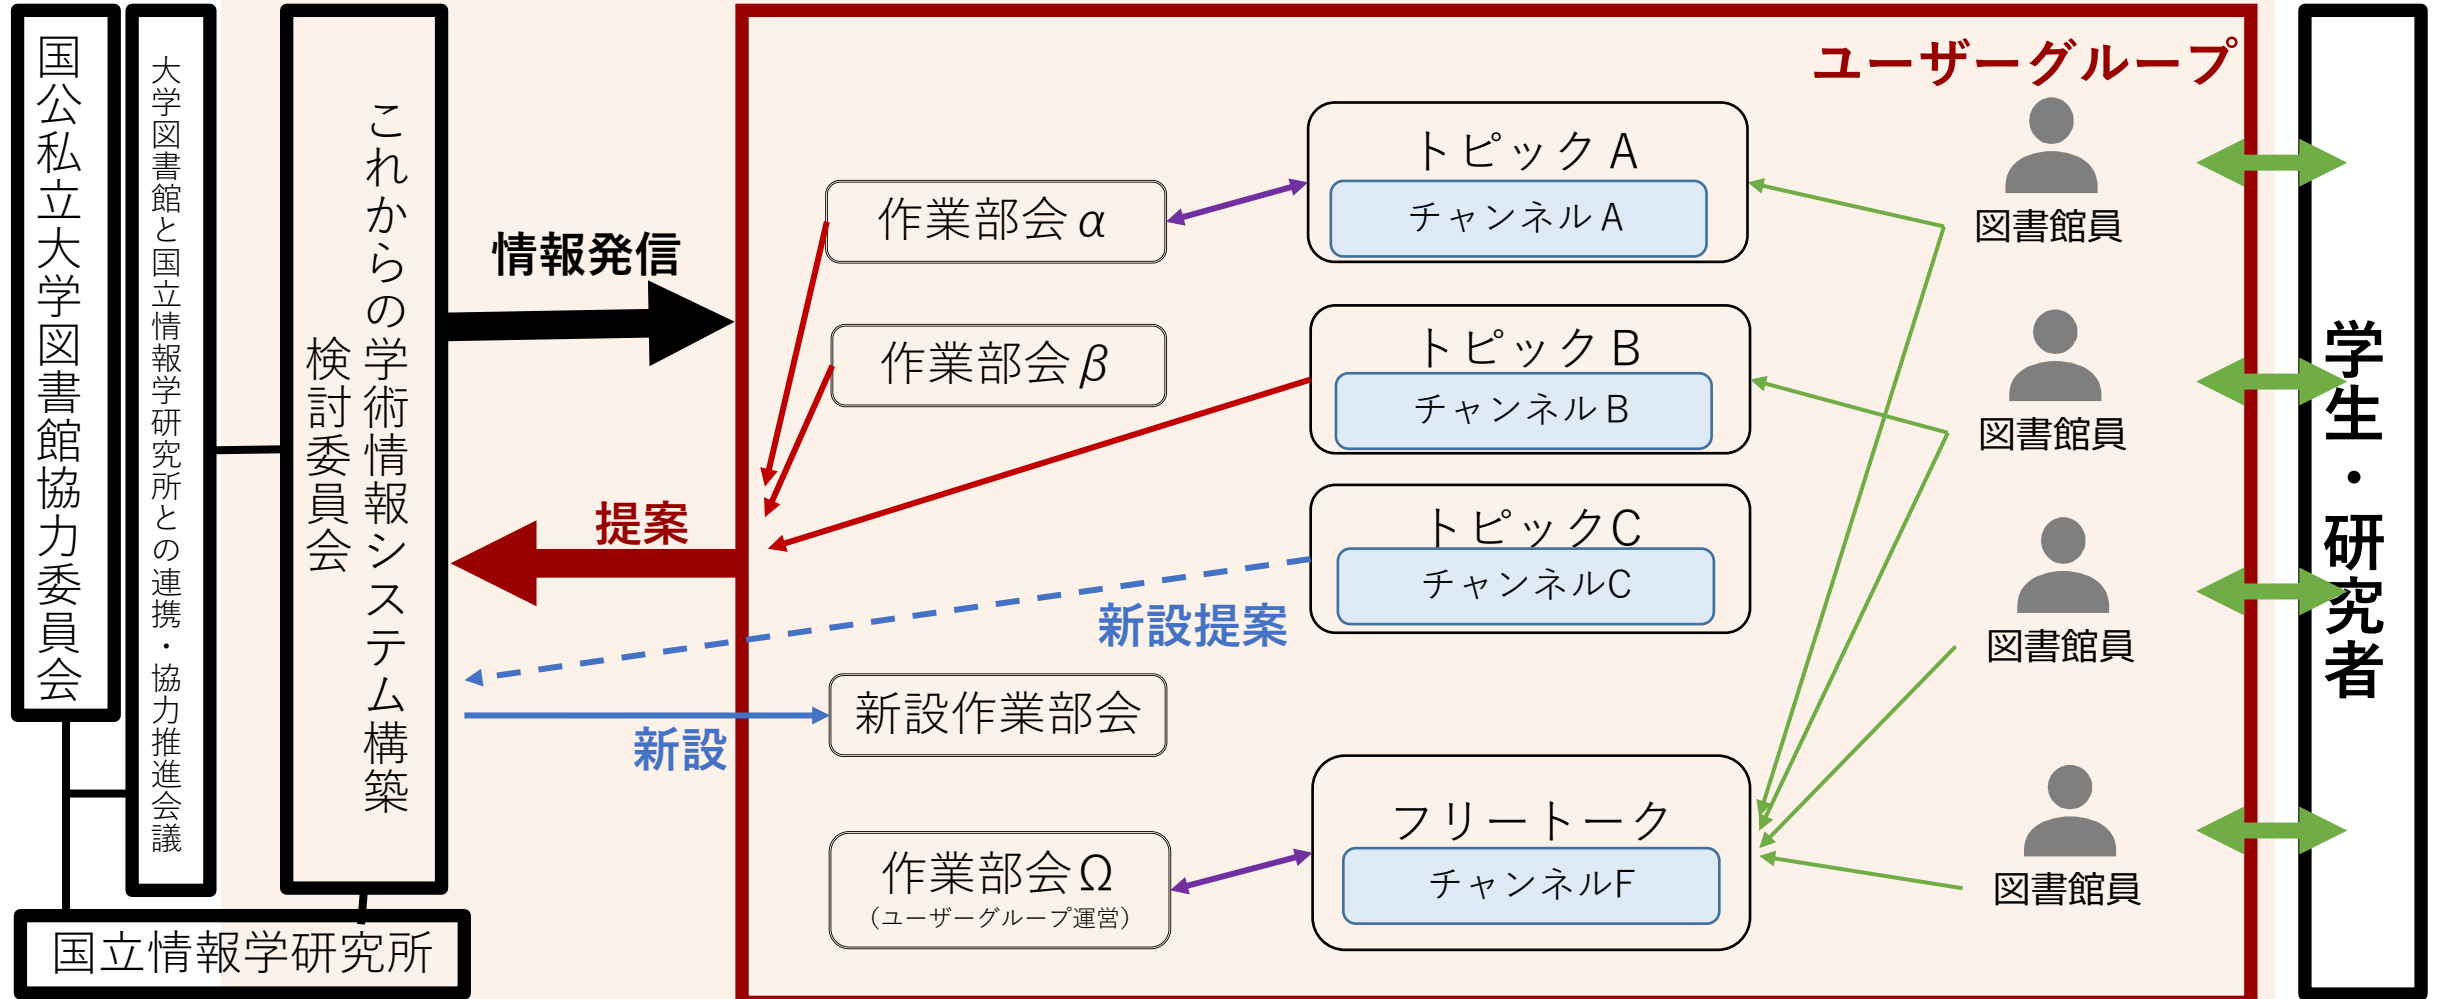 国公私立大学図書館協力委員会
大学図書館と国立情報学研究所との連携・協力推進会議
これからの学術情報システム構築
検討委員会
国立情報学研究所
情報発信
提案
新設提案
新設
ユーザーグループ
作業部会α
作業部会β
新設作業部会
作業部会Ω
（ユーザーグループ運営）
トピックA
チャンネルA
トピックB
チャンネルB
トピックC
チャンネルC
フリートーク
チャンネルF
図書館員
図書館員
図書館員
図書館員
学生・研究者